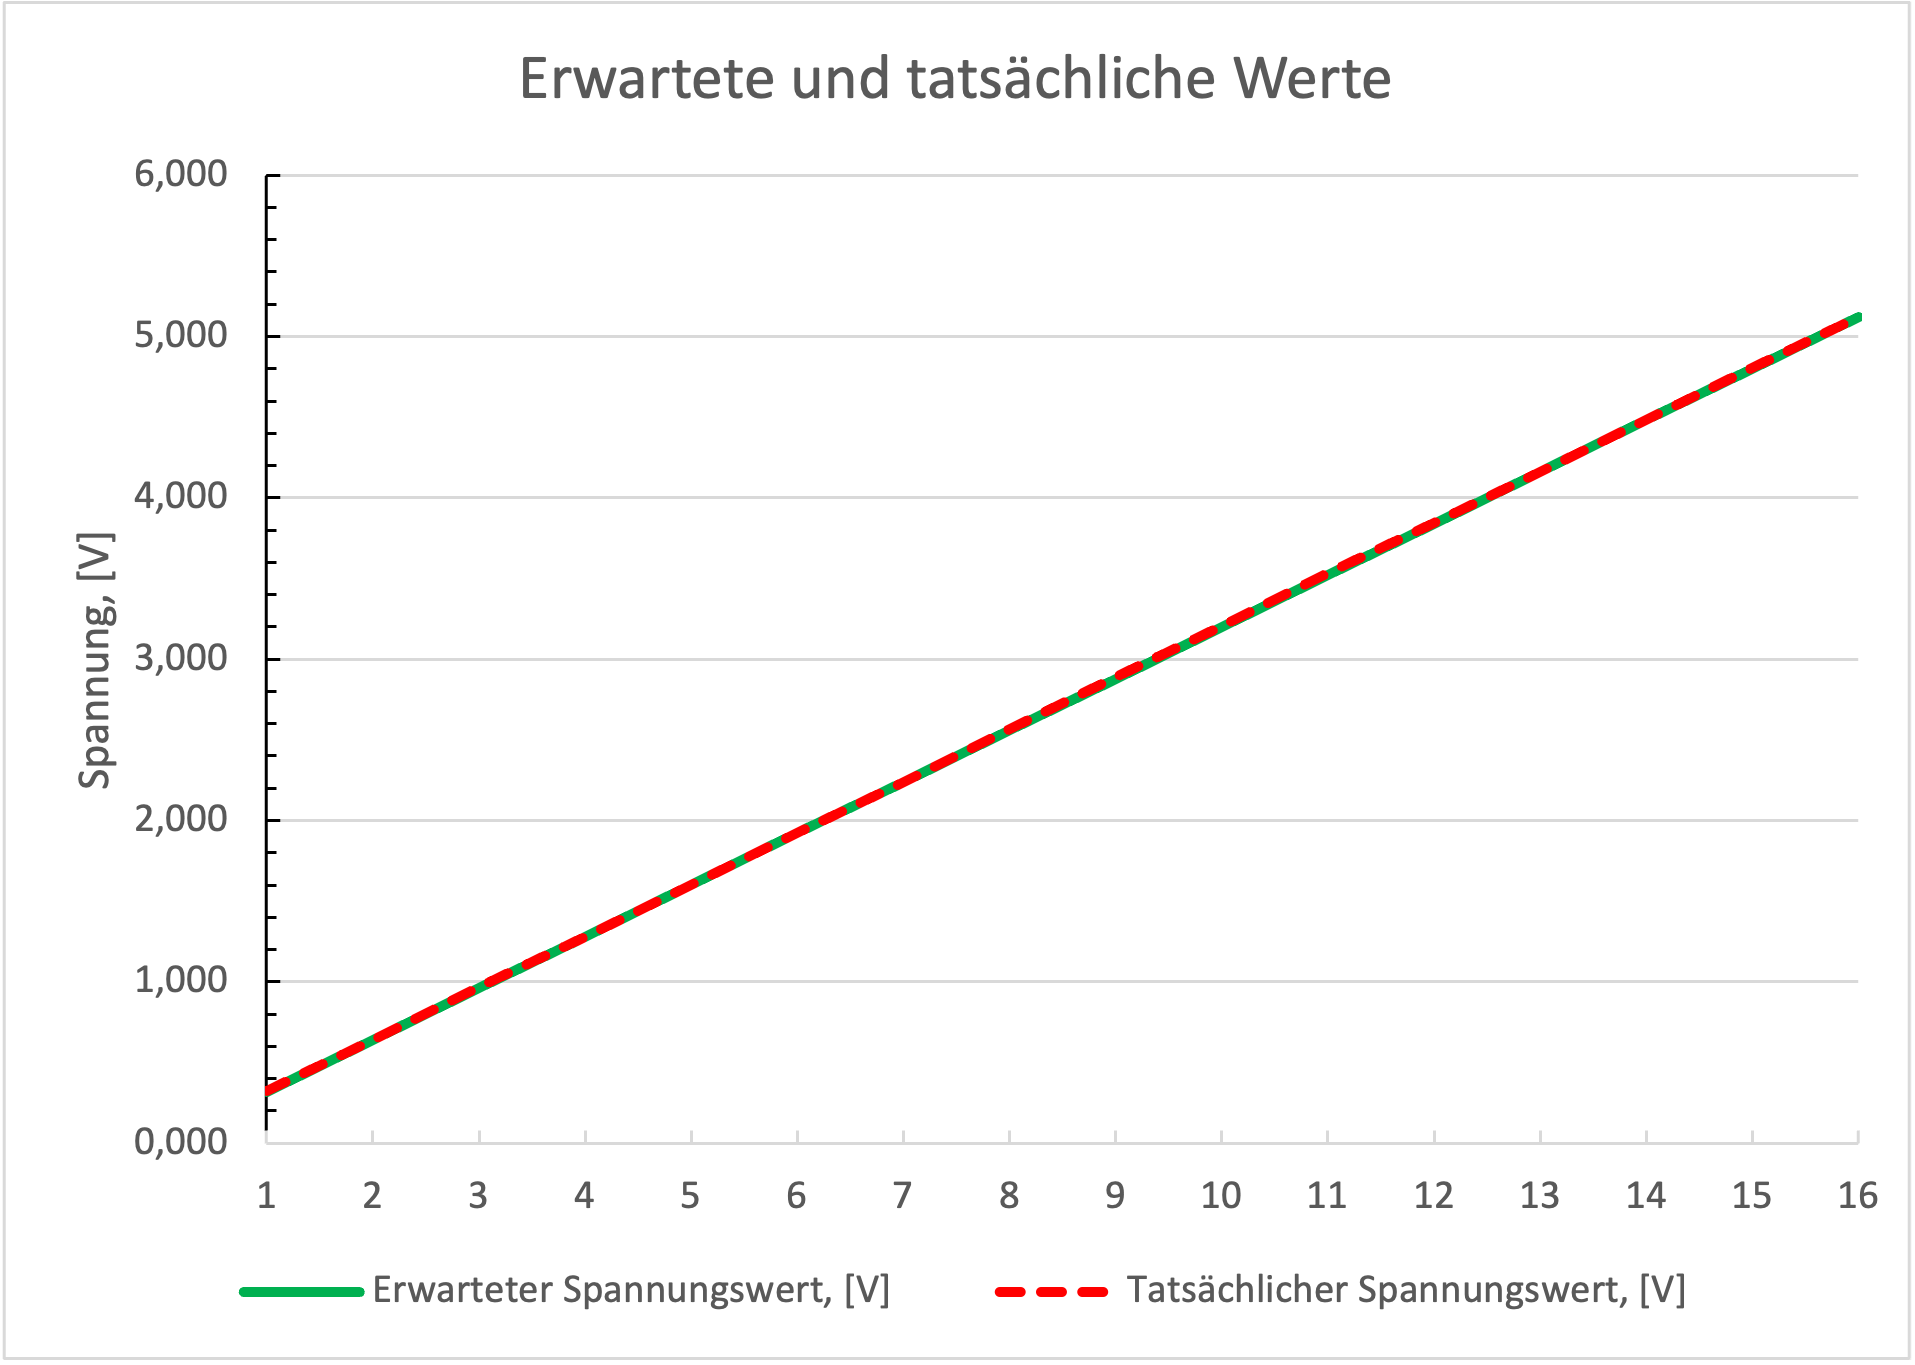 Erwartete und tatsächliche Werte
6,000
5,000
4,000
3,000
2,000
1,000
0,000
Spannung, [V]
1 2 3 4 5 6 7 8 9 10 11 12 13 14 15 16
Erwarteter Spannungswert, [V] Tatsächlicher Spannungswert, [V]